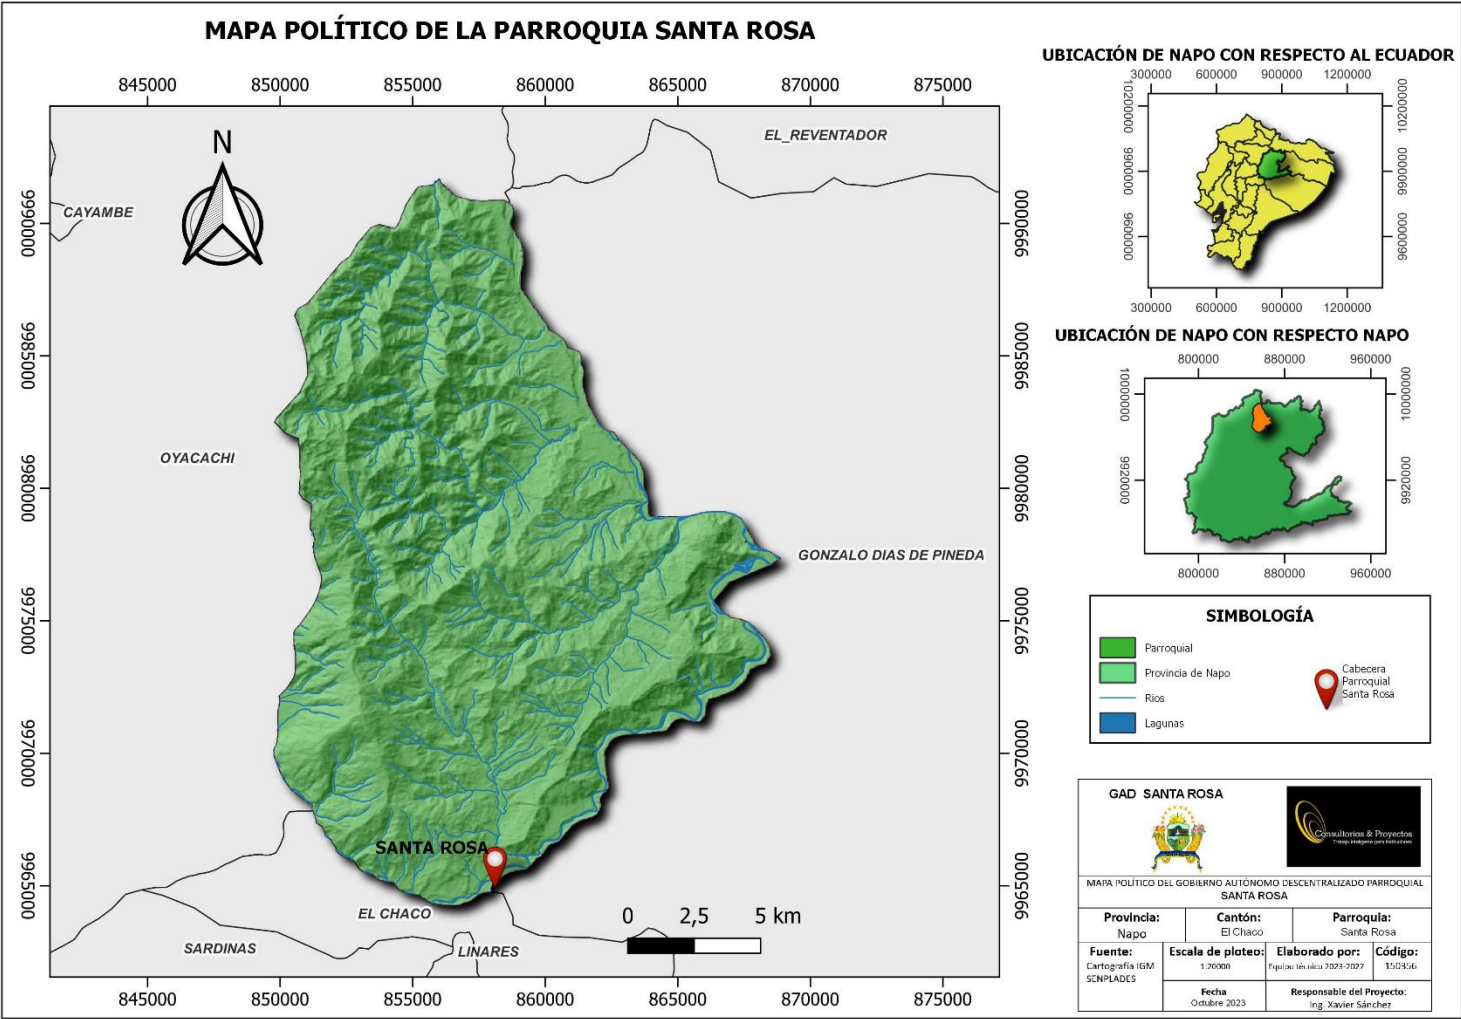 MAPA POLÍTICO DE LA PARROQUIA SANTA ROSA
845000 850000 855000 860000 865000 870000 875000
N
EL_REVENTADOR
CAYAMBE
OYACACHI
GONZALO DIAS DE PINEDA
SANTA ROSA
EL CHACO
SARDINAS
LINARES
0 2,5 5 km
9990000
9985000
9980000
9975000
9970000
9965000
9990000
9985000
9980000
9975000
9970000
9965000
845000 850000 855000 860000 865000 870000 875000
UBICACIÓN DE NAPO CON RESPECTO AL ECUADOR
300000 600000 900000 1200000
10200000
9900000
9600000
10200000
9900000
9600000
300000 600000 900000 1200000
UBICACIÓN DE NAPO CON RESPECTO NAPO
800000 880000 960000
10000000
9920000
10000000
9920000
800000 880000 960000
SIMBOLOGÍA
Parroquial
Provincia de Napo
Rios
Lagunas
Cabecera
Parroquial
Santa Rosa
GAD SANTA ROSA
Consultorias & Proyectos
Trabajo inteligente para instituciones
MAPA POLÍTICO DEL GOBIERNO AUTÓNOMO DESCENTRALIZADO PARROQUIAL
SANTA ROSA
Provincia:
Napo
Cantón:
El Chaco
Parroquia:
Santa Rosa
Fuente:
Cartografía IGM
SENPLADES
Escala de ploteo:
1:20000
Elaborado por:
Equipo técnico 2023-2027
Código:
150356
Fecha
Octubre 2023
Responsable del Proyecto:
Ing. Xavier Sánchez